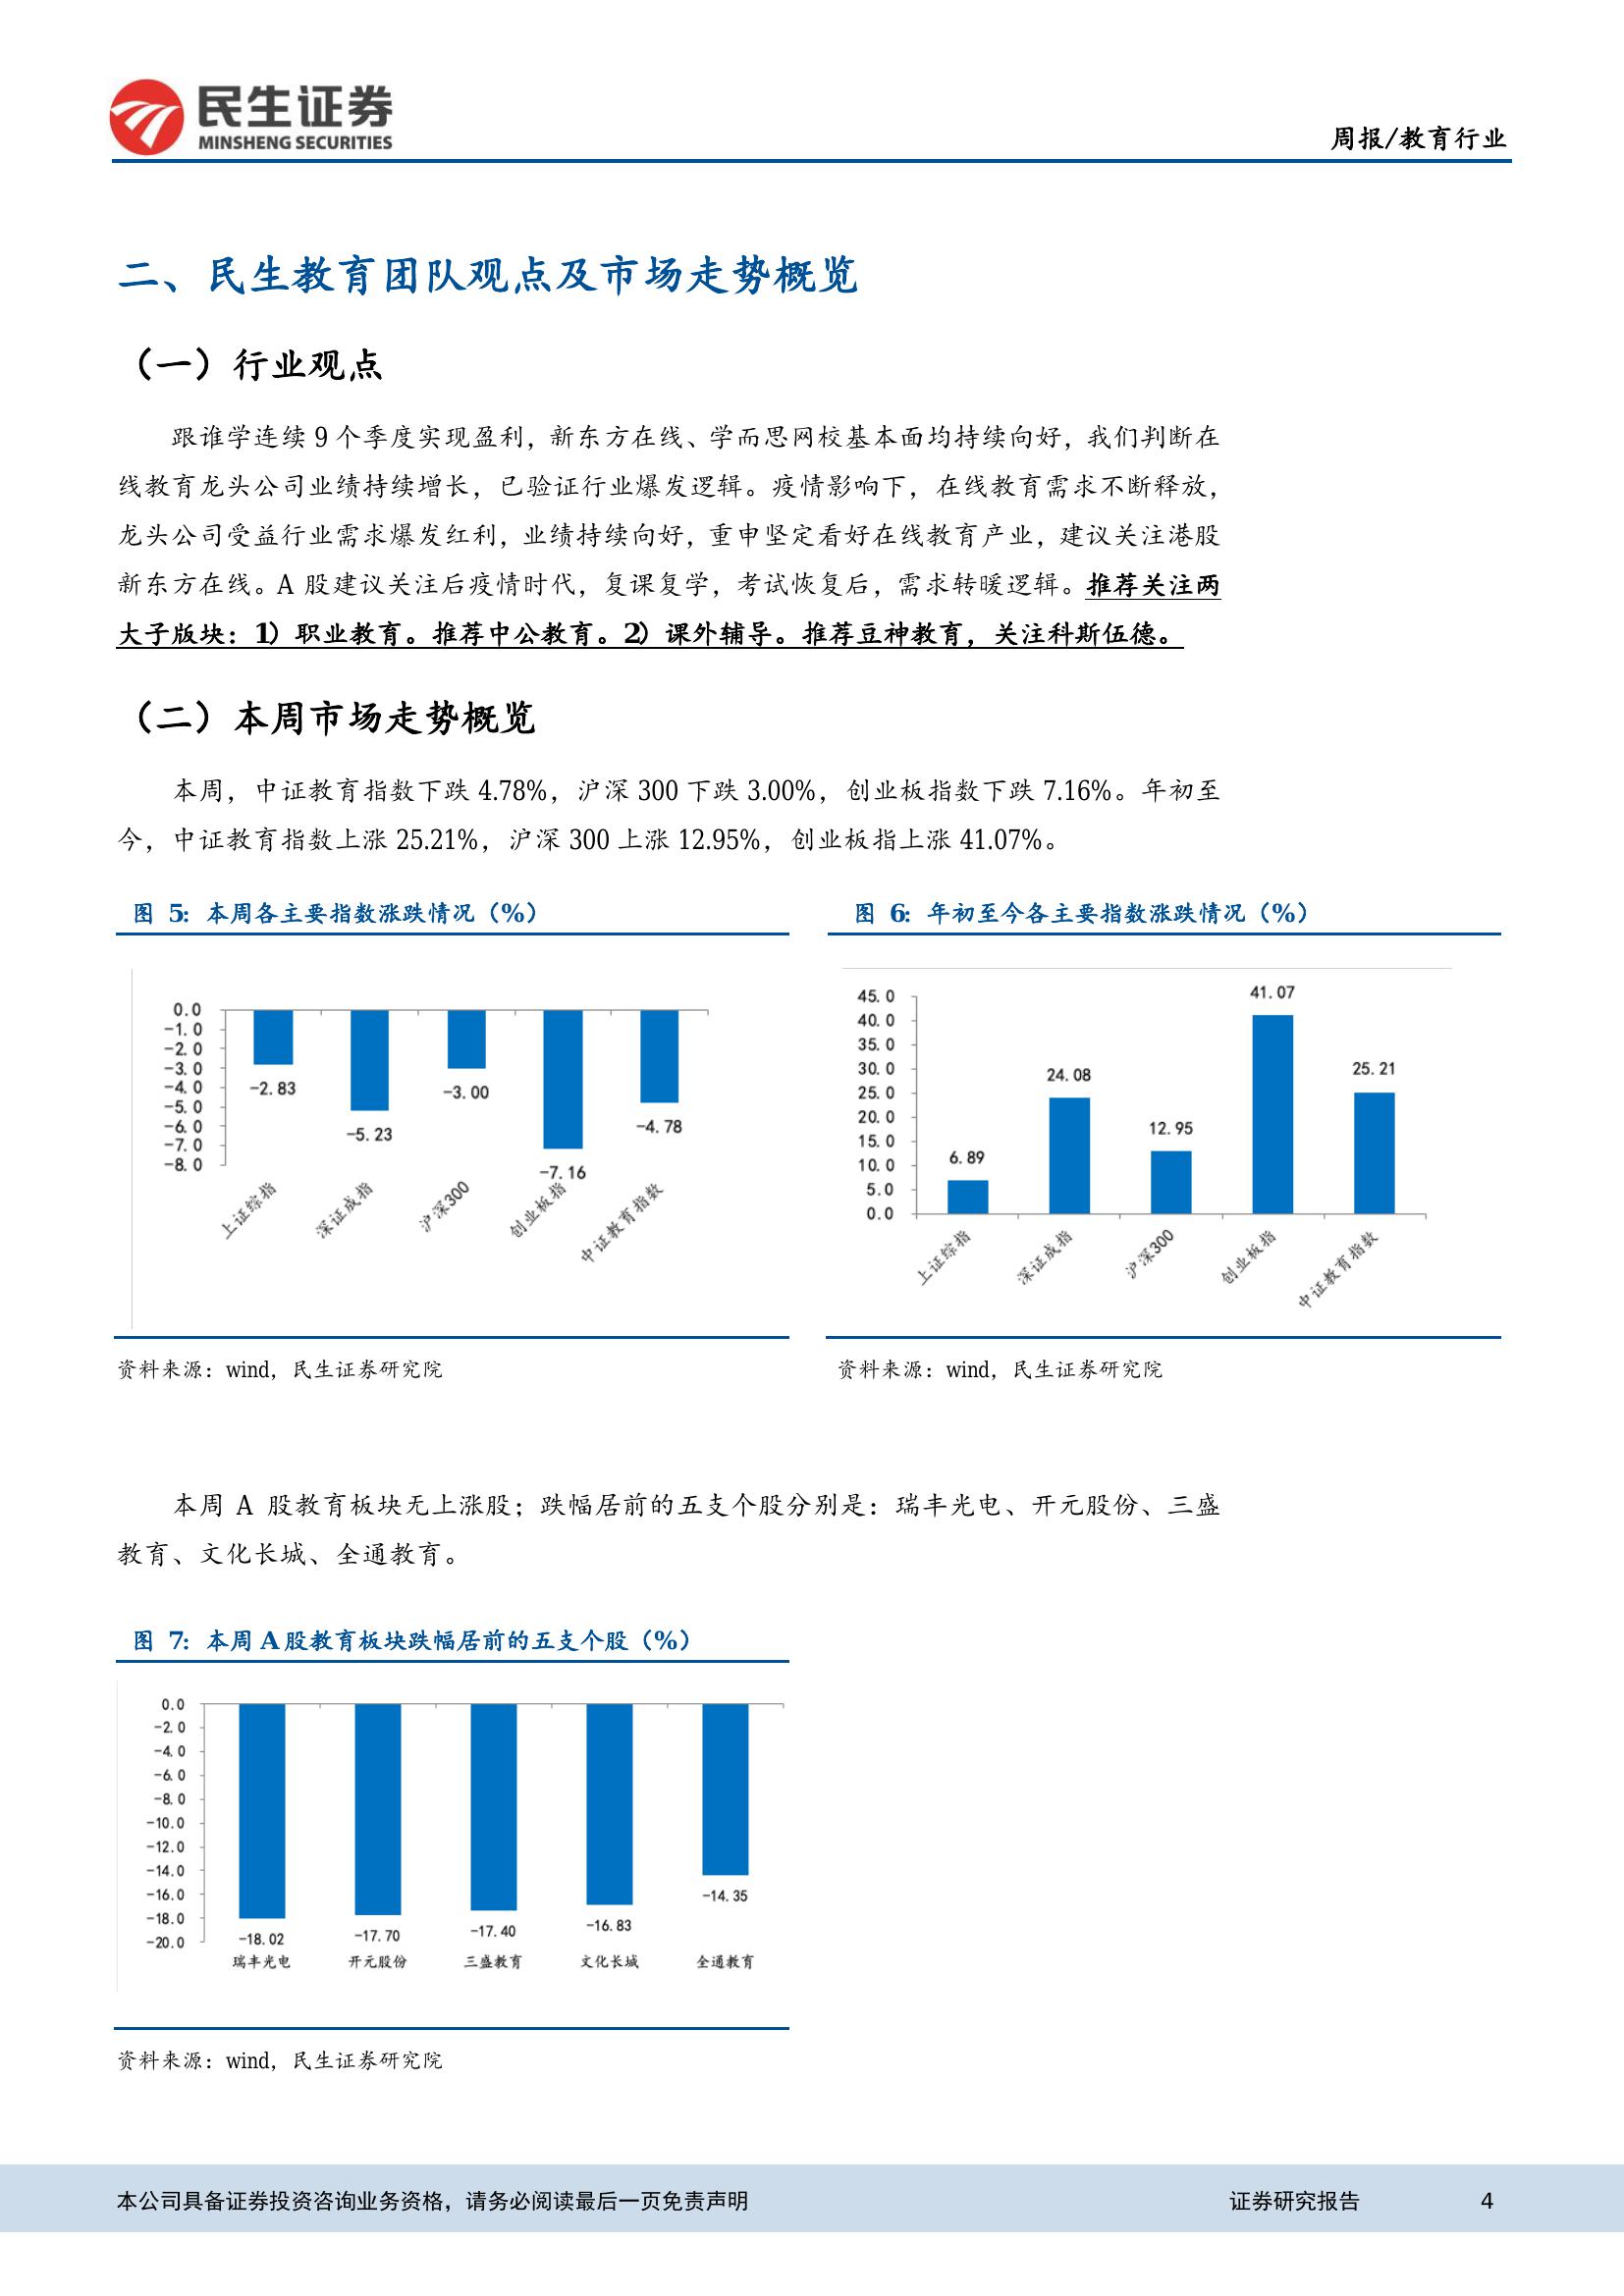 民生证券
MINSHENG SECURITIES
周报/教育行业
二、民生教育团队观点及市场走势概览
（一）行业观点
跟谁学连续 9 个季度实现盈利，新东方在线、学而思网校基本面均持续向好，我们判断在
线教育龙头公司业绩持续增长，已验证行业爆发逻辑。疫情影响下，在线教育需求不断释放，
龙头公司受益行业需求爆发红利，业绩持续向好，重申坚定看好在线教育产业，建议关注港股
新东方在线。A 股建议关注后疫情时代，复课复学，考试恢复后，需求转暖逻辑。推荐关注两
大子版块：1）职业教育。推荐中公教育。2）课外辅导。推荐豆神教育，关注科斯伍德。
（二）本周市场走势概览
本周，中证教育指数下跌 4.78%，沪深 300 下跌 3.00%，创业板指数下跌 7.16%。年初至
今，中证教育指数上涨 25.21%，沪深 300 上涨 12.95%，创业板指上涨 41.07%。
图 5: 本周各主要指数涨跌情况（%）
0.0
-1.0
-2.0
-3.0
-4.0
-5.0
-6.0
-7.0
-8.0
-2.83
-5.23
-3.00
-7.16
-4.78
上证综指
深证成指
沪深300
创业板指
中证教育指数
资料来源：wind，民生证券研究院
图 6: 年初至今各主要指数涨跌情况（%）
45.0
40.0
35.0
30.0
25.0
20.0
15.0
10.0
5.0
0.0
6.89
24.08
12.95
41.07
25.21
上证综指
深证成指
沪深300
创业板指
中证教育指数
资料来源：wind，民生证券研究院
本周 A 股教育板块无上涨股；跌幅居前的五支个股分别是：瑞丰光电、开元股份、三盛
教育、文化长城、全通教育。
图 7: 本周 A 股教育板块跌幅居前的五支个股（%）
0.0
-2.0
-4.0
-6.0
-8.0
-10.0
-12.0
-14.0
-16.0
-18.0
-20.0
-18.02
-17.70
-17.40
-16.83
-14.35
瑞丰光电
开元股份
三盛教育
文化长城
全通教育
资料来源：wind，民生证券研究院
本公司具备证券投资咨询业务资格，请务必阅读最后一页免责声明
证券研究报告
4